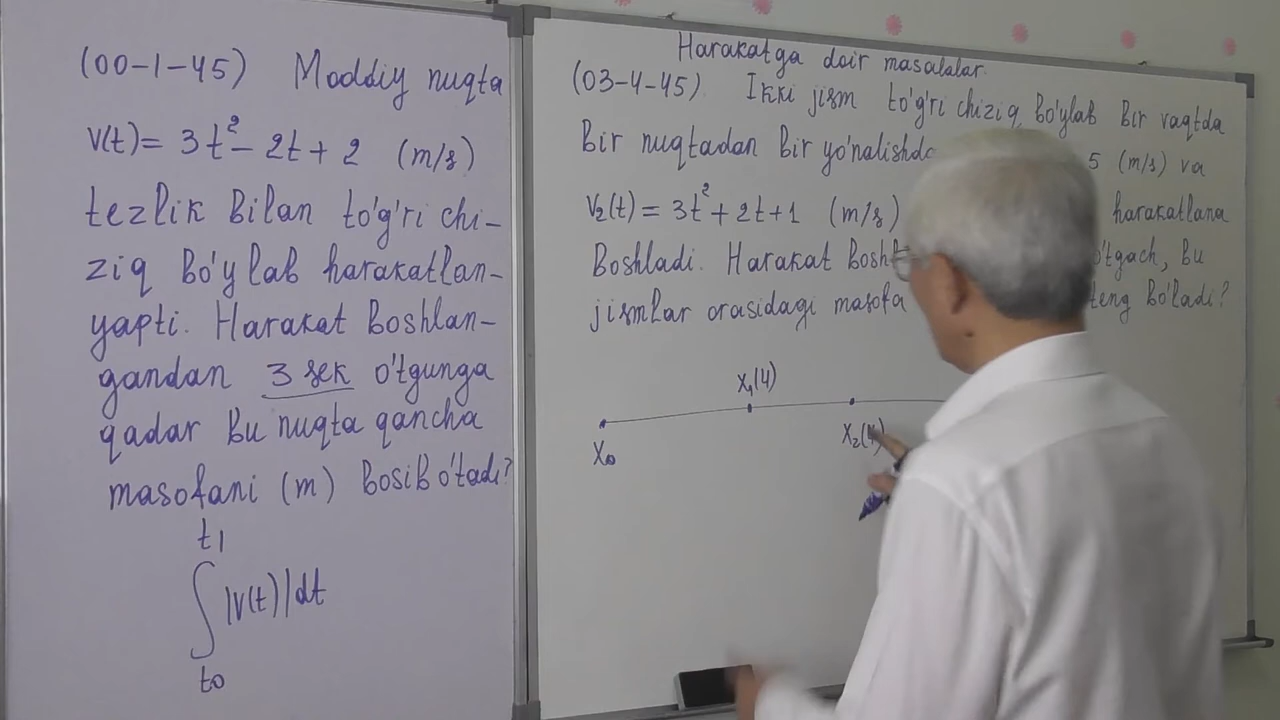 (00-1-45) Moddiy nuqta
v(t)= 3t²- 2t+2 (m/s)
tezlik bilan to'g'ri chi-
ziq bo'ylab harakatlan-
yapti. Harakat boshlan-
gandan 3 sek o'tgunga
qadar bu nuqta qancha
masofani (m) bosib o'tadi?
t1
∫|v(t)|dt
t0
Harakatga doir masalalar.
(03-4-45) Ikki jism to'g'ri chiziq bo'ylab bir vaqtda
bir nuqtadan bir yo'nalishda 5 (m/s) va
v₂(t) = 3t²+2t+1 (m/s) harakatlana
boshladi. Harakat o'tgach, bu
jismlar orasidagi masofa teng bo'ladi?
x₁(4)
x₂(4)
x₀